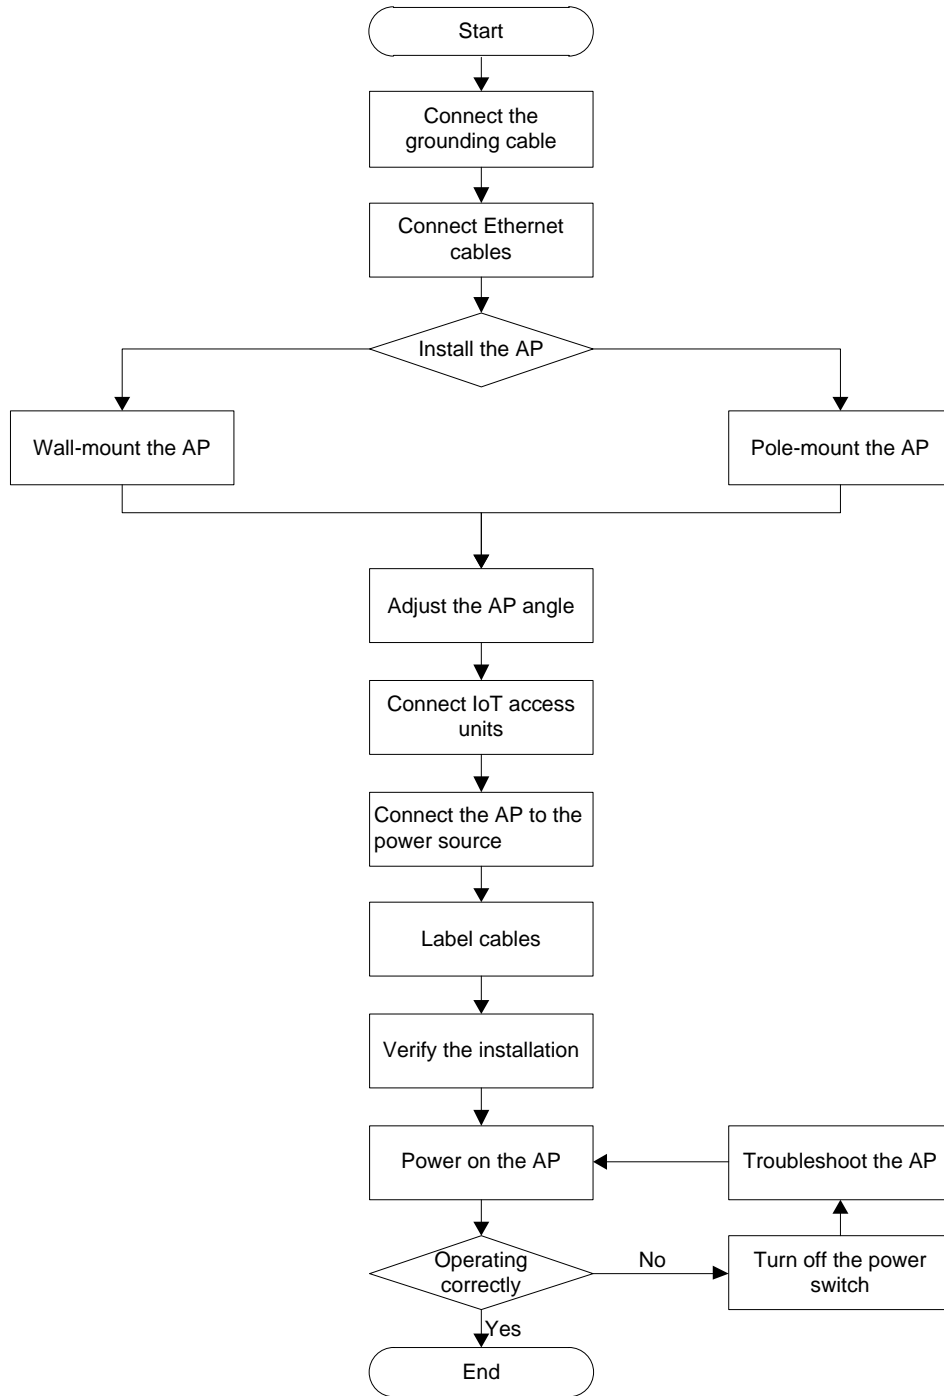 Start
Connect the
grounding cable
Connect Ethernet
cables
Install the AP
Wall-mount the AP
Pole-mount the AP
Adjust the AP angle
Connect IoT access
units
Connect the AP to the
power source
Label cables
Verify the installation
Power on the AP
Troubleshoot the AP
Operating
correctly
No
Turn off the power
switch
Yes
End